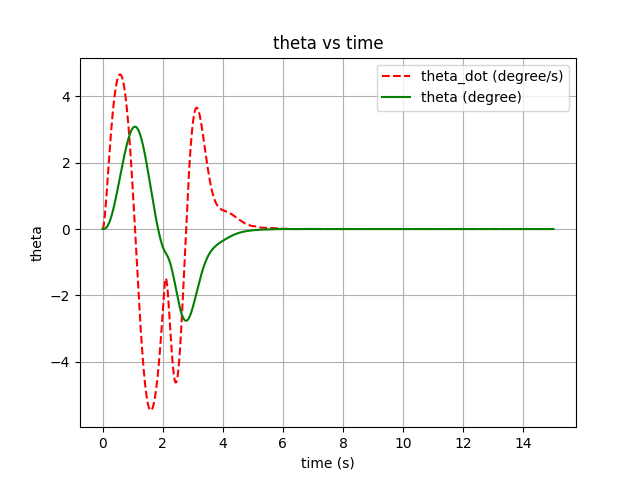 theta vs time
theta_dot (degree/s)
theta (degree)
theta
4
2
0
−2
−4
0 2 4 6 8 10 12 14
time (s)